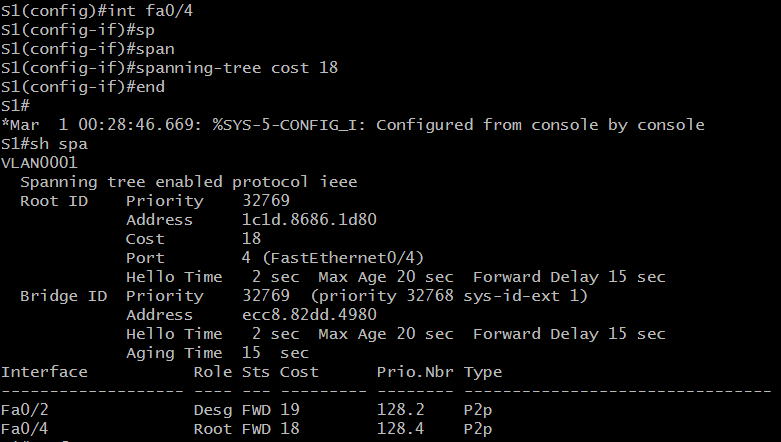 S1(config)#int fa0/4
S1(config-if)#sp
S1(config-if)#span
S1(config-if)#spanning-tree cost 18
S1(config-if)#end
S1#
*Mar  1 00:28:46.669: %SYS-5-CONFIG_I: Configured from console by console
S1#sh spa
VLAN0001
  Spanning tree enabled protocol ieee
  Root ID    Priority    32769
             Address     1c1d.8686.1d80
             Cost        18
             Port        4 (FastEthernet0/4)
             Hello Time   2 sec  Max Age 20 sec  Forward Delay 15 sec
  Bridge ID  Priority    32769  (priority 32768 sys-id-ext 1)
             Address     ecc8.82dd.4980
             Hello Time   2 sec  Max Age 20 sec  Forward Delay 15 sec
             Aging Time  15  sec
Interface           Role Sts Cost      Prio.Nbr Type
------------------- ---- --- --------- -------- --------------------------------
Fa0/2               Desg FWD 19        128.2    P2p
Fa0/4               Root FWD 18        128.4    P2p